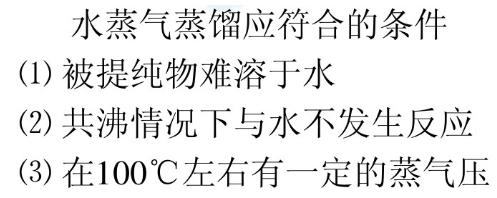 水蒸气蒸馏应符合的条件
⑴ 被提纯物难溶于水
⑵ 共沸情况下与水不发生反应
⑶ 在100℃左右有一定的蒸气压